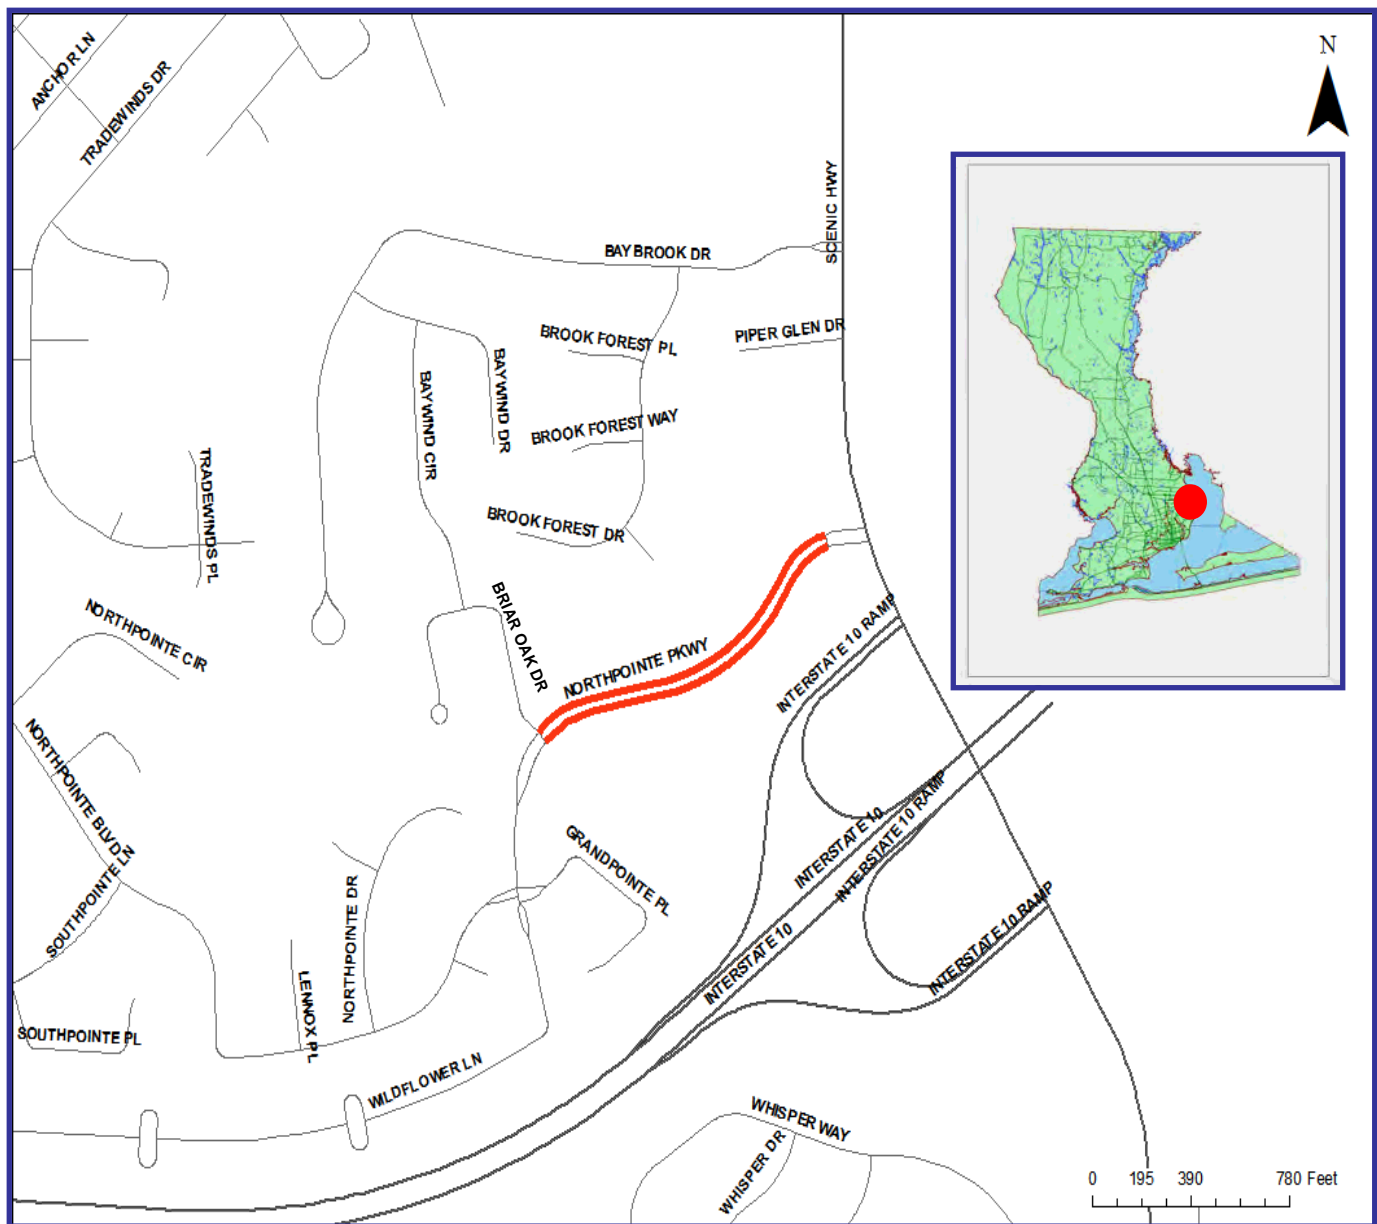 N
ANCHOR LN
TRADEWINDS DR
SCENIC HWY
BAYBROOK DR
PIPER GLEN DR
BROOK FOREST PL
BAYWIND DR
BAYWIND CIR
BROOK FOREST WAY
TRADEWINDS PL
BROOK FOREST DR
BRIAR OAK DR
NORTHPOINTE CIR
INTERSTATE 10 RAMP
NORTHPOINTE PKWY
NORTHPOINTE BLVD
INTERSTATE 10
INTERSTATE 10 RAMP
SOUTHPOINTE LN
GRANDPOINTE PL
NORTHPOINTE DR
INTERSTATE 10 RAMP
INTERSTATE 10
LENNOX PL
SOUTHPOINTE PL
WILDFLOWER LN
WHISPER WAY
WHISPER DR
0 195 390 780 Feet